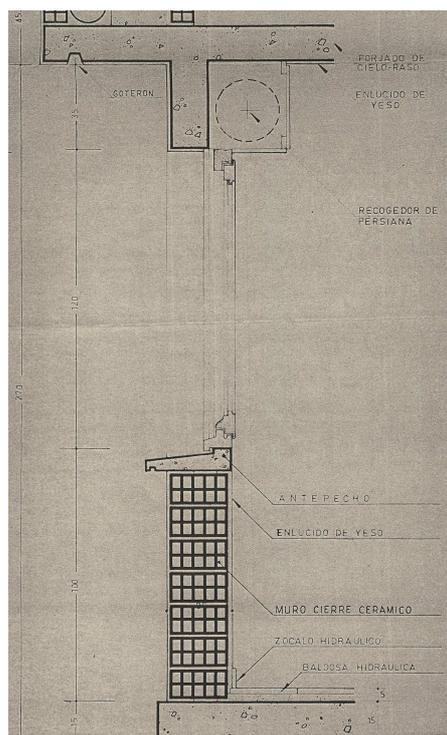 45
FORJADO DE
CIELO-RASO
GOTERON
ENLUCIDO DE
YESO
35
RECOGEDOR DE
PERSIANA
120
270
ANTEPECHO
ENLUCIDO DE YESO
100
MURO CIERRE CERAMICO
ZOCALO HIDRAULICO
BALDOSA HIDRAULICA
5
15
15